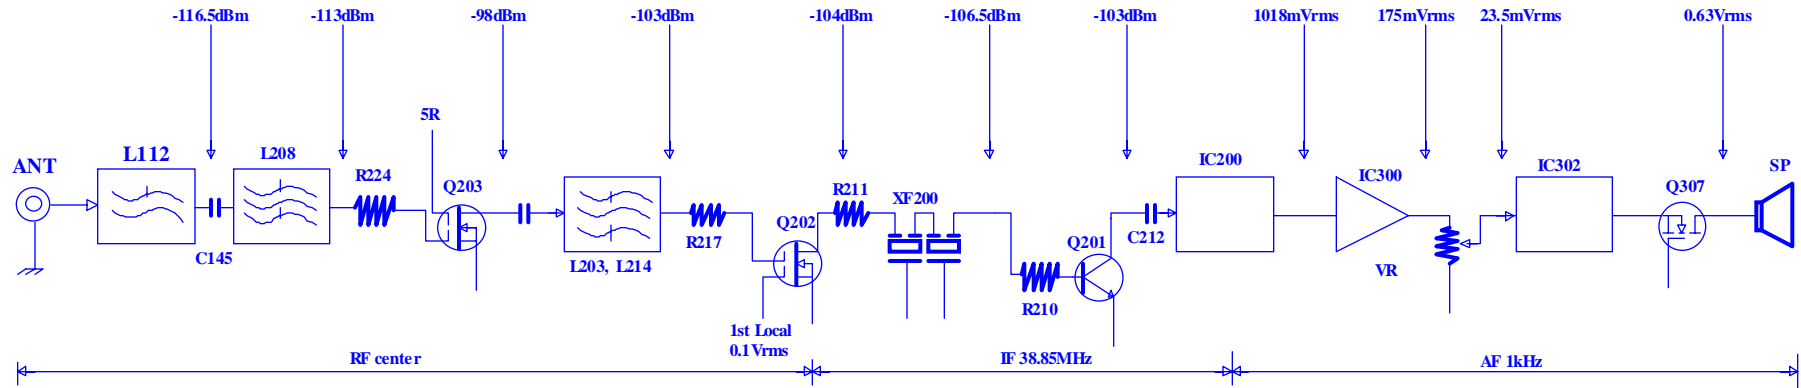 -116.5dBm
-113dBm
-98dBm
-103dBm
-104dBm
-106.5dBm
-103dBm
1018mVrms
175mVrms
23.5mVrms
0.63Vrms
5R
ANT
L112
L208
R224
Q203
R211
XF200
IC200
IC300
IC302
SP
Q307
C145
L203, L214
R217
Q202
Q201
C212
VR
R210
1st Local
0.1Vrms
RF center
IF 38.85MHz
AF 1kHz